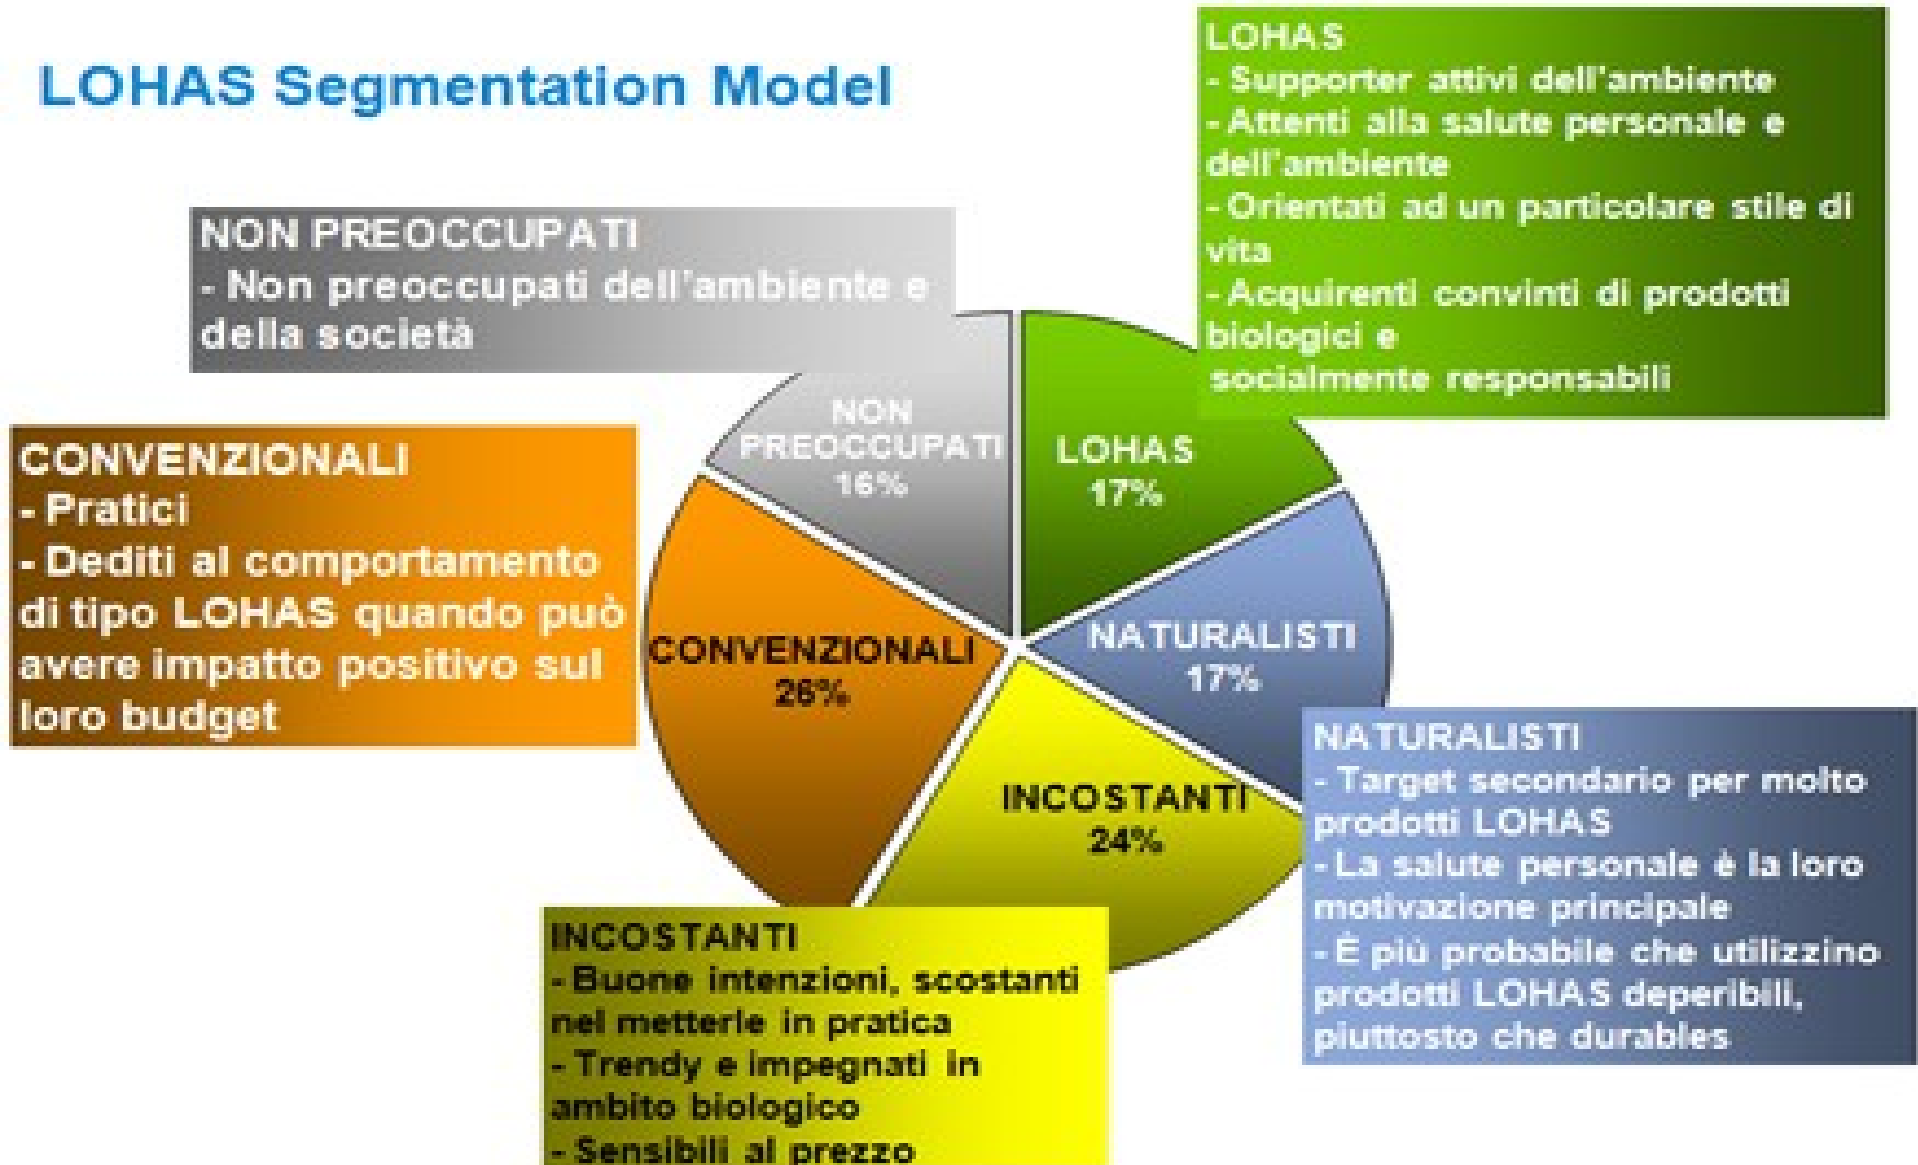 LOHAS Segmentation Model
LOHAS
- Supporter attivi dell'ambiente
- Attenti alla salute personale e
dell'ambiente
- Orientati ad un particolare stile di
vita
- Acquirenti convinti di prodotti
biologici e
socialmente responsabili
NON PREOCCUPATI
- Non preoccupati dell'ambiente e
della società
CONVENZIONALI
- Pratici
- Dediti al comportamento
di tipo LOHAS quando può
avere impatto positivo sul
loro budget
NON
PREOCCUPATI
16%
LOHAS
17%
CONVENZIONALI
26%
NATURALISTI
17%
INCOSTANTI
24%
NATURALISTI
- Target secondario per molto
prodotti LOHAS
- La salute personale è la loro
motivazione principale
- È più probabile che utilizzino
prodotti LOHAS deperibili,
piuttosto che durables
INCOSTANTI
- Buone intenzioni, scostanti
nel metterle in pratica
- Trendy e impegnati in
ambito biologico
- Sensibili al prezzo